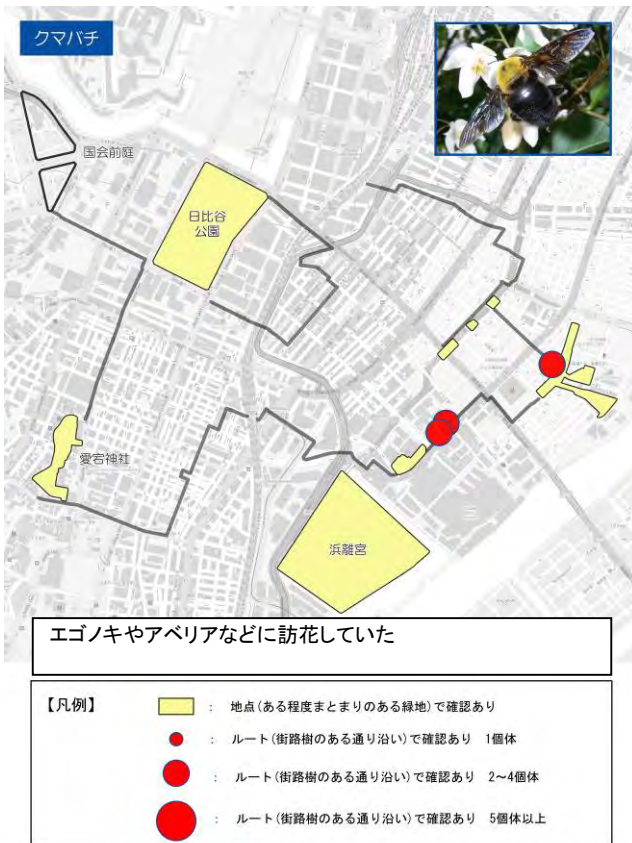 クマバチ
国会前庭
日比谷
公園
愛宕神社
浜離宮
エゴノキやアベリアなどに訪花していた
【凡例】
： 地点(ある程度まとまりのある緑地)で確認あり
： ルート(街路樹のある通り沿い)で確認あり 1個体
： ルート(街路樹のある通り沿い)で確認あり 2～4個体
： ルート(街路樹のある通り沿い)で確認あり 5個体以上